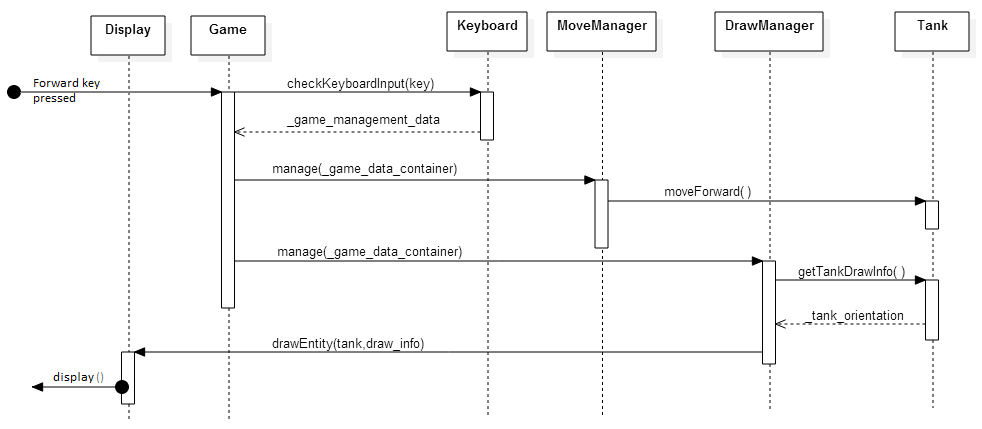 Display
Game
Keyboard
MoveManager
DrawManager
Tank
Forward key
pressed
checkKeyboardInput(key)
_game_management_data
manage(_game_data_container)
moveForward( )
manage(_game_data_container)
getTankDrawInfo( )
_tank_orientation
drawEntity(tank,draw_info)
display()